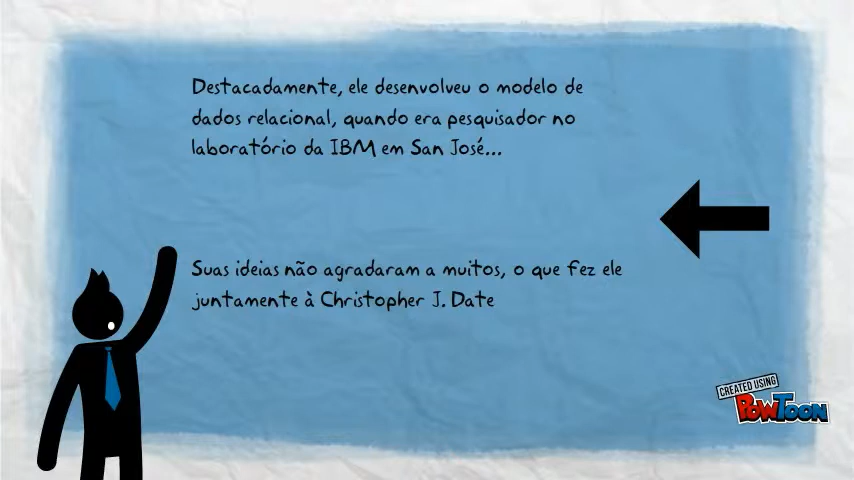 Destacadamente, ele desenvolveu o modelo de
dados relacional, quando era pesquisador no
laboratório da IBM em San José...
Suas ideias não agradaram a muitos, o que fez ele
juntamente à Christopher J. Date
CREATED USING
POWTOON